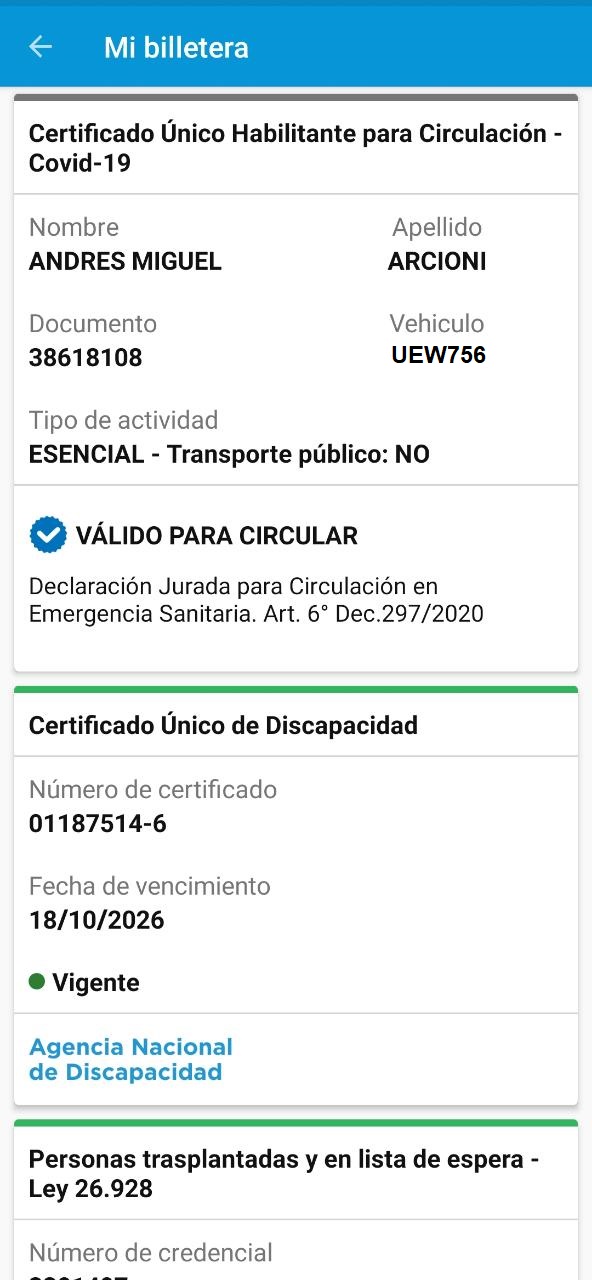 Mi billetera
Certificado Único Habilitante para Circulación -
Covid-19
Nombre Apellido
ANDRES MIGUEL ARCIONI
Documento Vehiculo
38618108 UEW756
Tipo de actividad
ESENCIAL - Transporte público: NO
VÁLIDO PARA CIRCULAR
Declaración Jurada para Circulación en
Emergencia Sanitaria. Art. 6° Dec.297/2020
Certificado Único de Discapacidad
Número de certificado
01187514-6
Fecha de vencimiento
18/10/2026
Vigente
Agencia Nacional
de Discapacidad
Personas trasplantadas y en lista de espera -
Ley 26.928
Número de credencial